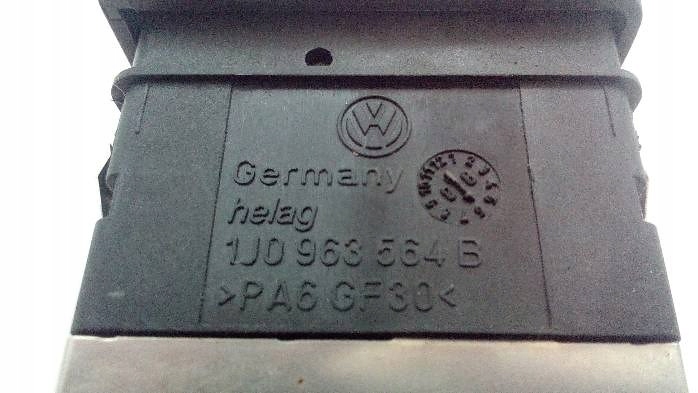 Germany
helag
1J0 963 564 B
>PA6 GF30<